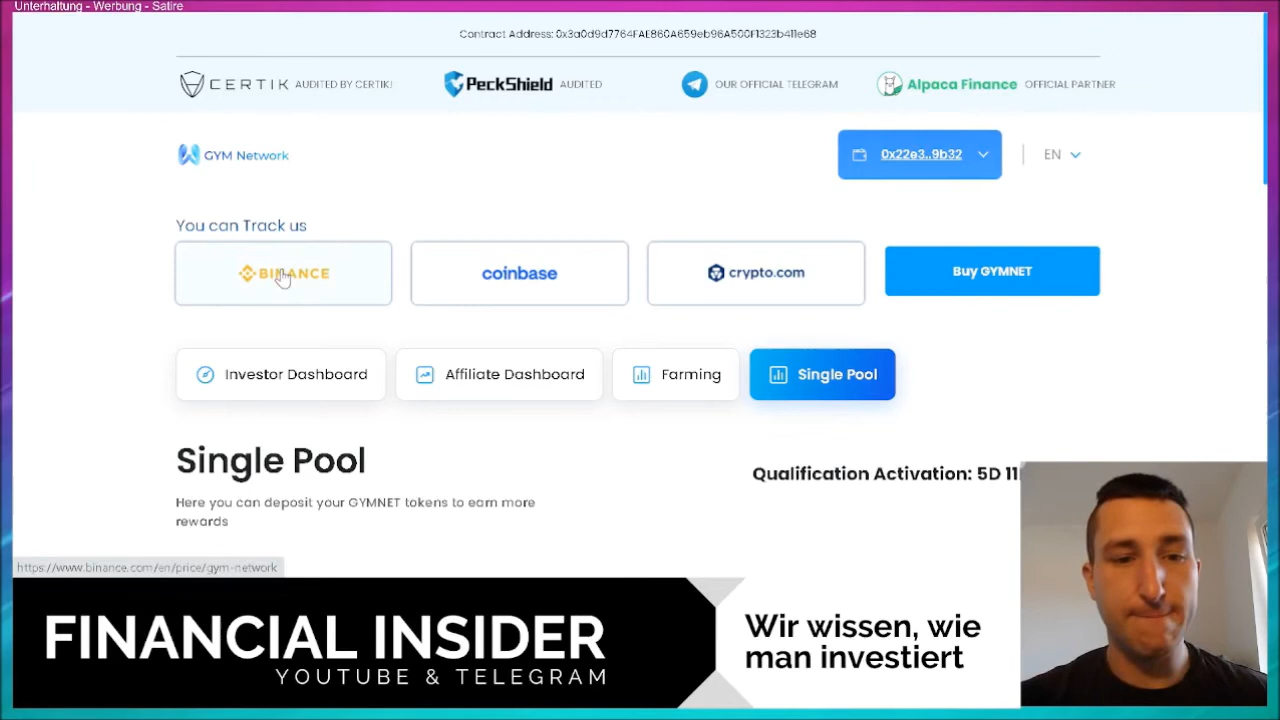 Unterhaltung - Werbung - Satire
Contract Address: 0x3a0d9d7764FAE860A659eb96A500F1323b411e68
CERTIK AUDITED BY CERTIK!
PeckShield AUDITED
OUR OFFICIAL TELEGRAM
Alpaca Finance OFFICIAL PARTNER
GYM Network
0x22e3..9b32
EN
You can Track us
BINANCE
coinbase
crypto.com
Buy GYMNET
Investor Dashboard
Affiliate Dashboard
Farming
Single Pool
Single Pool
Qualification Activation: 5D 11
Here you can deposit your GYMNET tokens to earn more
rewards
https://www.binance.com/en/price/gym-network
FINANCIAL INSIDER
YOUTUBE & TELEGRAM
Wir wissen, wie
man investiert